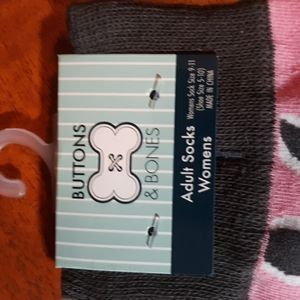 BUTTONS
& BONES
Adult Socks
Womens
Womens Sock Size 9-11
(Shoe Size 5-10)
MADE IN CHINA